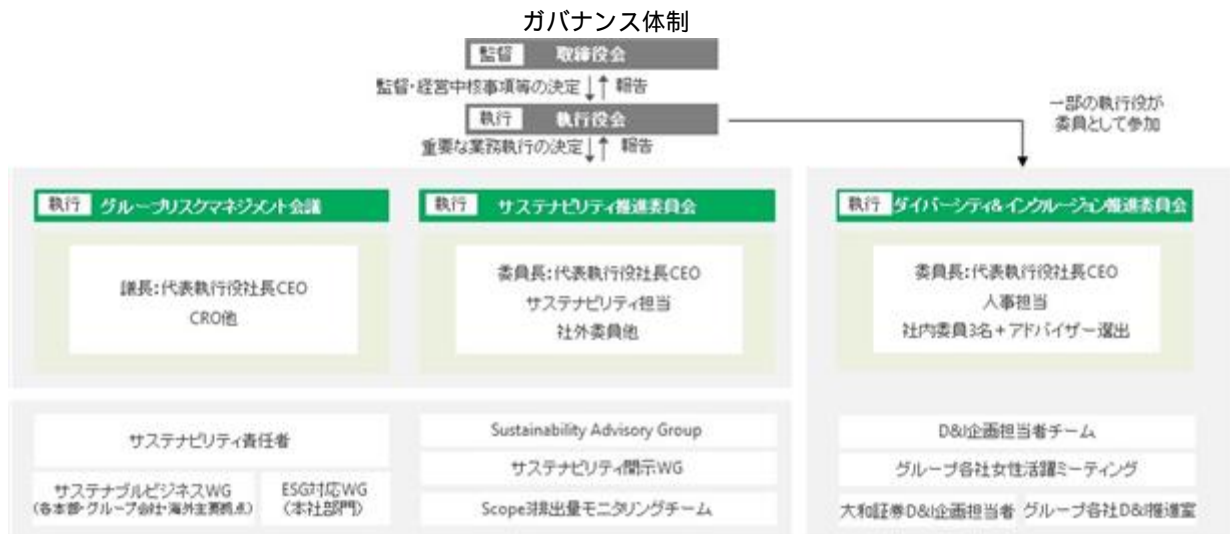 ガバナンス体制
監督 取締役会
監督・経営中核事項等の決定↓↑ 報告
執行 執行役会
重要な業務執行の決定↓↑ 報告
一部の執行役が
委員として参加
執行 グループリスクマネジメント会議
議長:代表執行役社長CEO
CRO他
執行 サステナビリティ推進委員会
委員長:代表執行役社長CEO
サステナビリティ担当
社外委員他
執行 ダイバーシティ&インクルージョン推進委員会
委員長:代表執行役社長CEO
人事担当
社内委員3名+アドバイザー選出
サステナビリティ責任者
サステナブルビジネスWG
(各本部・グループ会社・海外主要拠点)
ESG対応WG
(本社部門)
Sustainability Advisory Group
サステナビリティ開示WG
Scope3排出量モニタリングチーム
D&I企画担当者チーム
グループ各社女性活躍ミーティング
大和証券D&I企画担当者
グループ各社D&I推進室